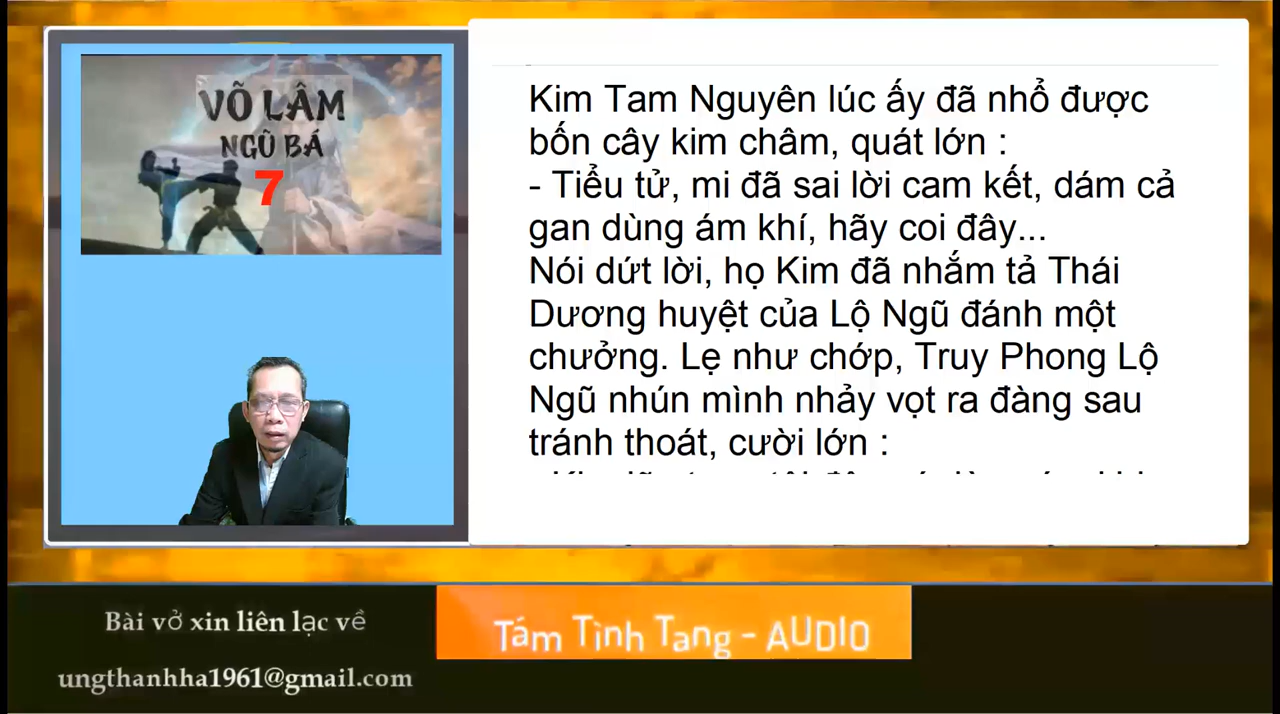 VÕ LÂM
NGŨ BÁ
7
Kim Tam Nguyên lúc ấy đã nhổ được
bốn cây kim châm, quát lớn :
- Tiểu tử, mi đã sai lời cam kết, dám cả
gan dùng ám khí, hãy coi đây...
Nói dứt lời, họ Kim đã nhắm tả Thái
Dương huyệt của Lộ Ngũ đánh một
chưởng. Lẹ như chớp, Truy Phong Lộ
Ngũ nhún mình nhảy vọt ra đàng sau
tránh thoát, cười lớn :
Bài vở xin liên lạc về
ungthanhha1961@gmail.com
Tám Tình Tang - AUDIO